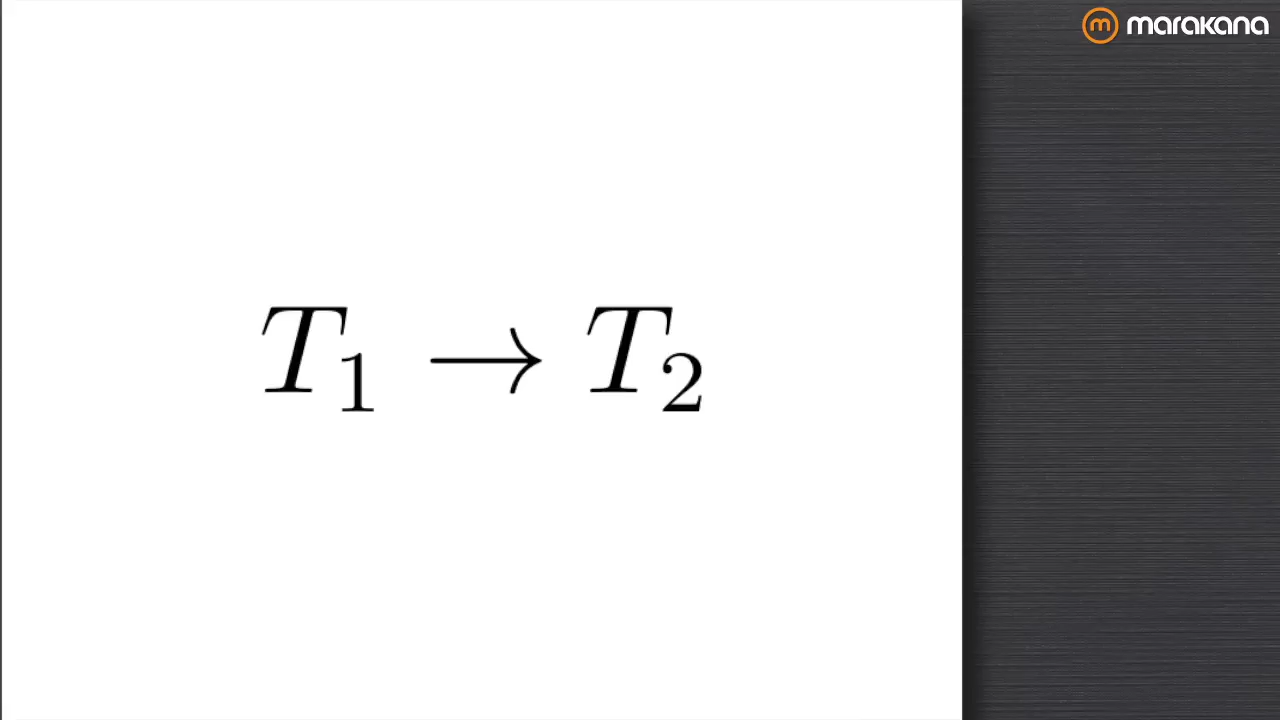 marakana
T₁ → T₂